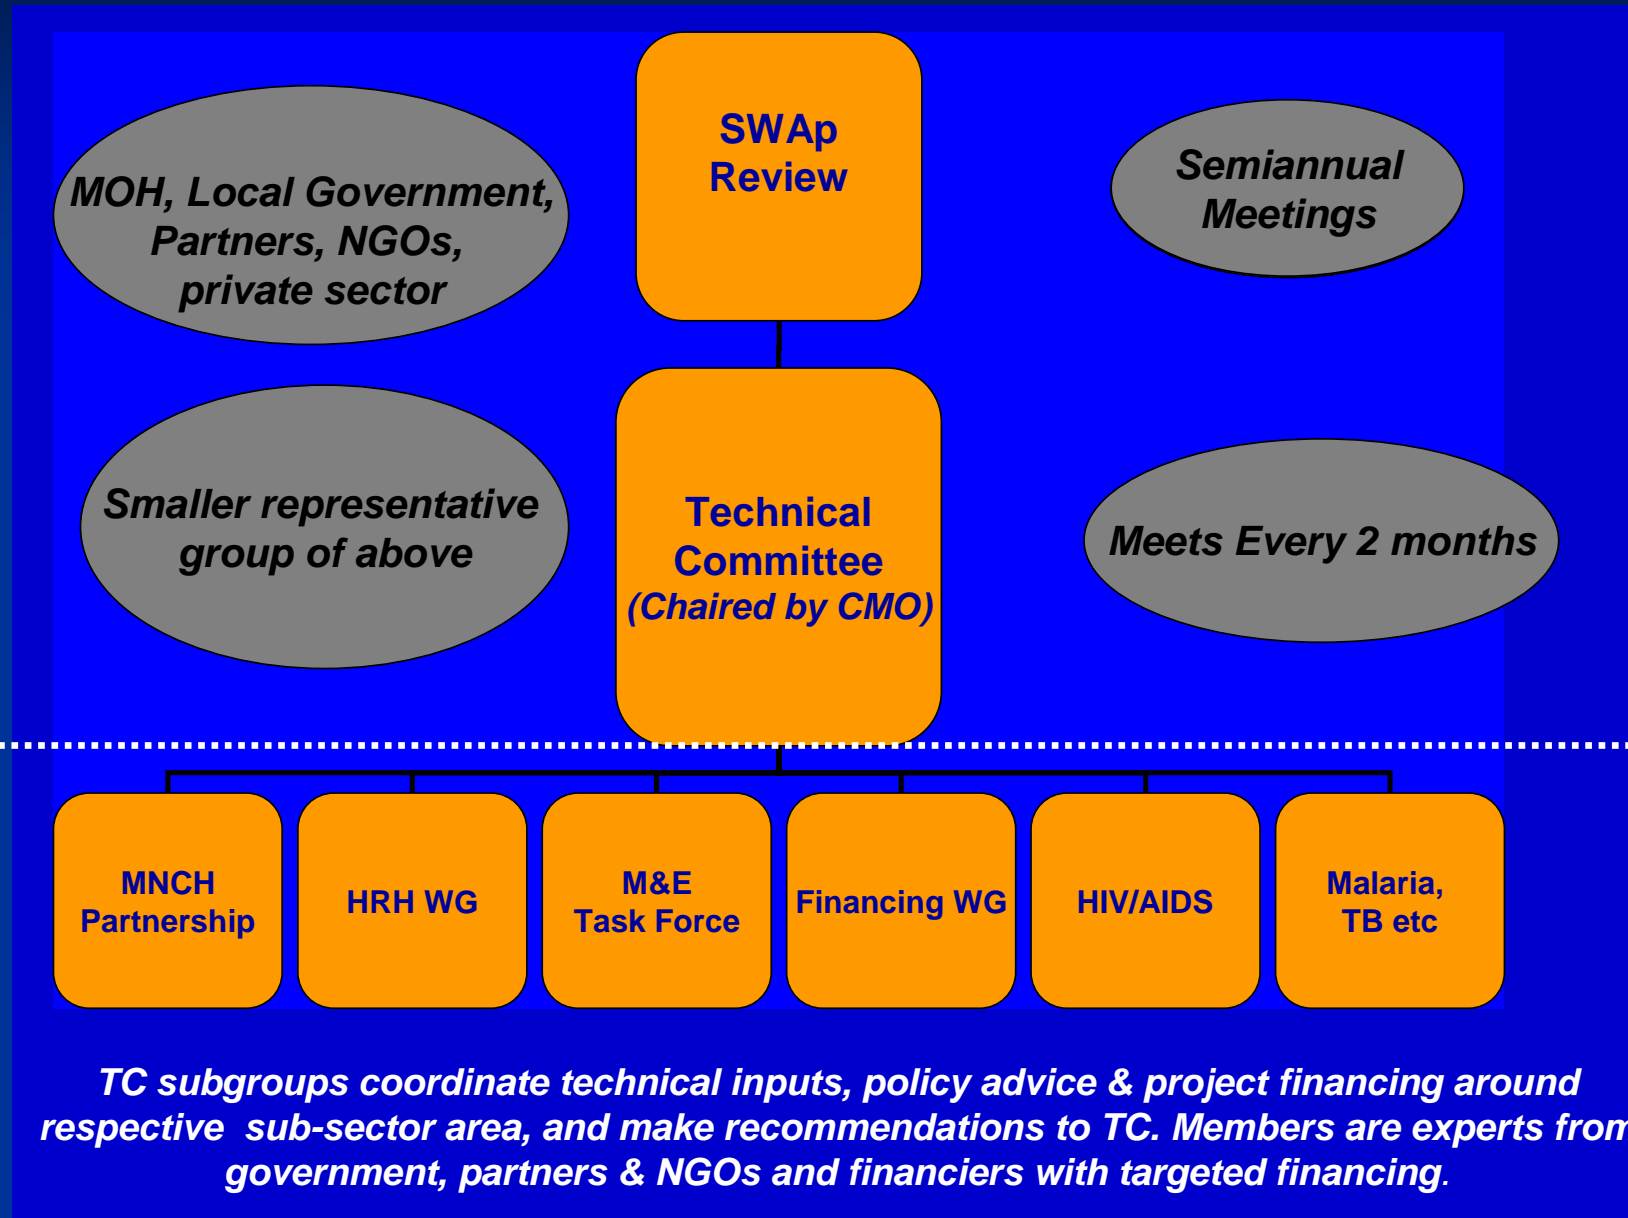 SWAp
Review
MOH, Local Government,
Partners, NGOs,
private sector
Semiannual
Meetings
Smaller representative
group of above
Technical
Committee
(Chaired by CMO)
Meets Every 2 months
MNCH
Partnership
HRH WG
M&E
Task Force
Financing WG
HIV/AIDS
Malaria,
TB etc
TC subgroups coordinate technical inputs, policy advice & project financing around
respective sub-sector area, and make recommendations to TC. Members are experts from
government, partners & NGOs and financiers with targeted financing.